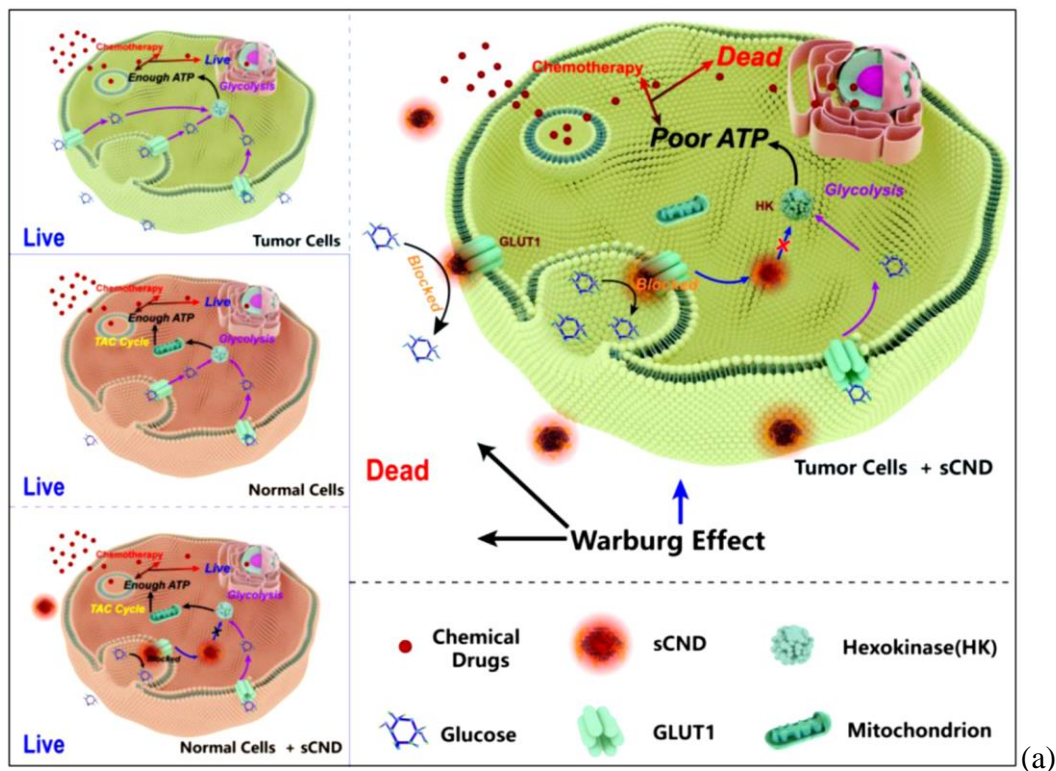 Chemotherapy
Live
Enough ATP
Glycolysis
Live
Tumor Cells
Chemotherapy
Live
Enough ATP
TAC Cycle
Glycolysis
Live
Normal Cells
Chemotherapy
Live
Enough ATP
TAC Cycle
Glycolysis
Blocked
Live
Normal Cells + sCND
Chemotherapy
Dead
Poor ATP
HK
Glycolysis
GLUT1
Blocked
Blocked
Dead
Tumor Cells + sCND
Warburg Effect
Chemical
Drugs
sCND
Hexokinase(HK)
Glucose
GLUT1
Mitochondrion
(a)